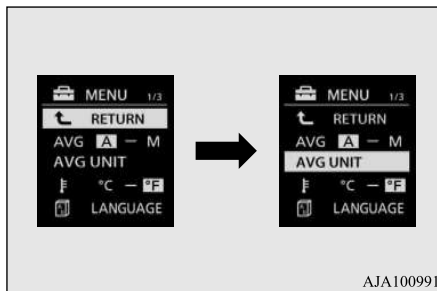 MENU 1/3
RETURN
AVG A – M
AVG UNIT
°C – °F
LANGUAGE
MENU 1/3
RETURN
AVG A – M
AVG UNIT
°C – °F
LANGUAGE
AJA100991